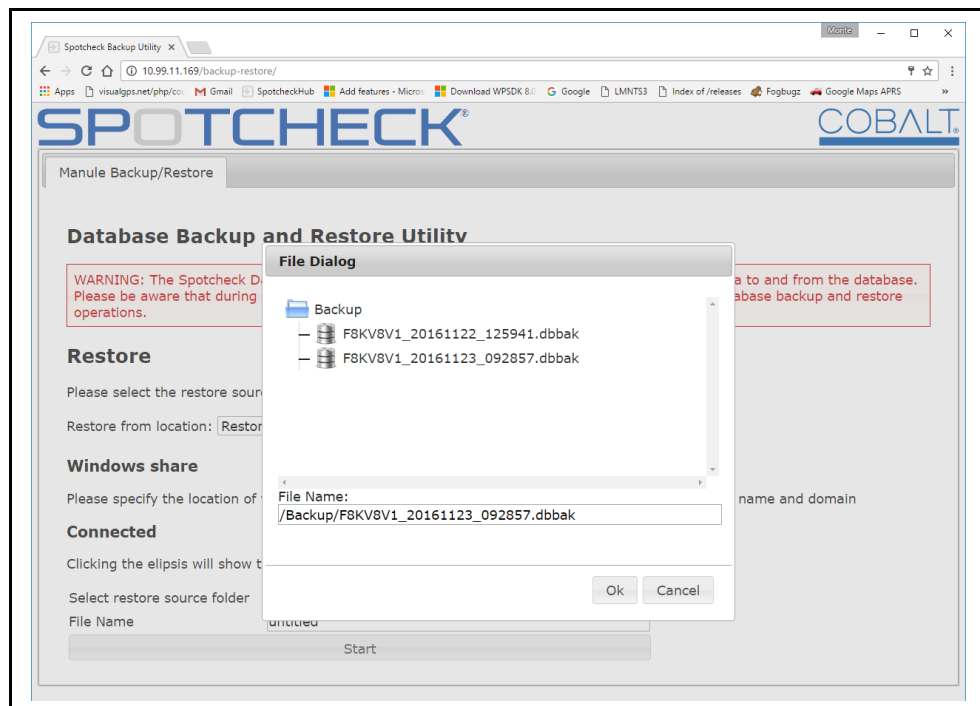 Monte
Spotcheck Backup Utility
10.99.11.169/backup-restore/
Apps visualgps.net/php/co Gmail SpotcheckHub Add features - Micros Download WPSDK 8.0 Google LMNTS3 Index of /releases Fogbugz Google Maps APRS »
SPOTCHECK®
COBALT®
Manule Backup/Restore
Database Backup and Restore Utility
WARNING: The Spotcheck Da a to and from the database.
Please be aware that during abase backup and restore
operations.
File Dialog
Backup
F8KV8V1_20161122_125941.dbbak
F8KV8V1_20161123_092857.dbbak
File Name:
/Backup/F8KV8V1_20161123_092857.dbbak
Ok Cancel
Restore
Please select the restore sour
Restore from location: Restor
Windows share
Please specify the location of name and domain
Connected
Clicking the elipsis will show t
Select restore source folder
File Name untitled
Start